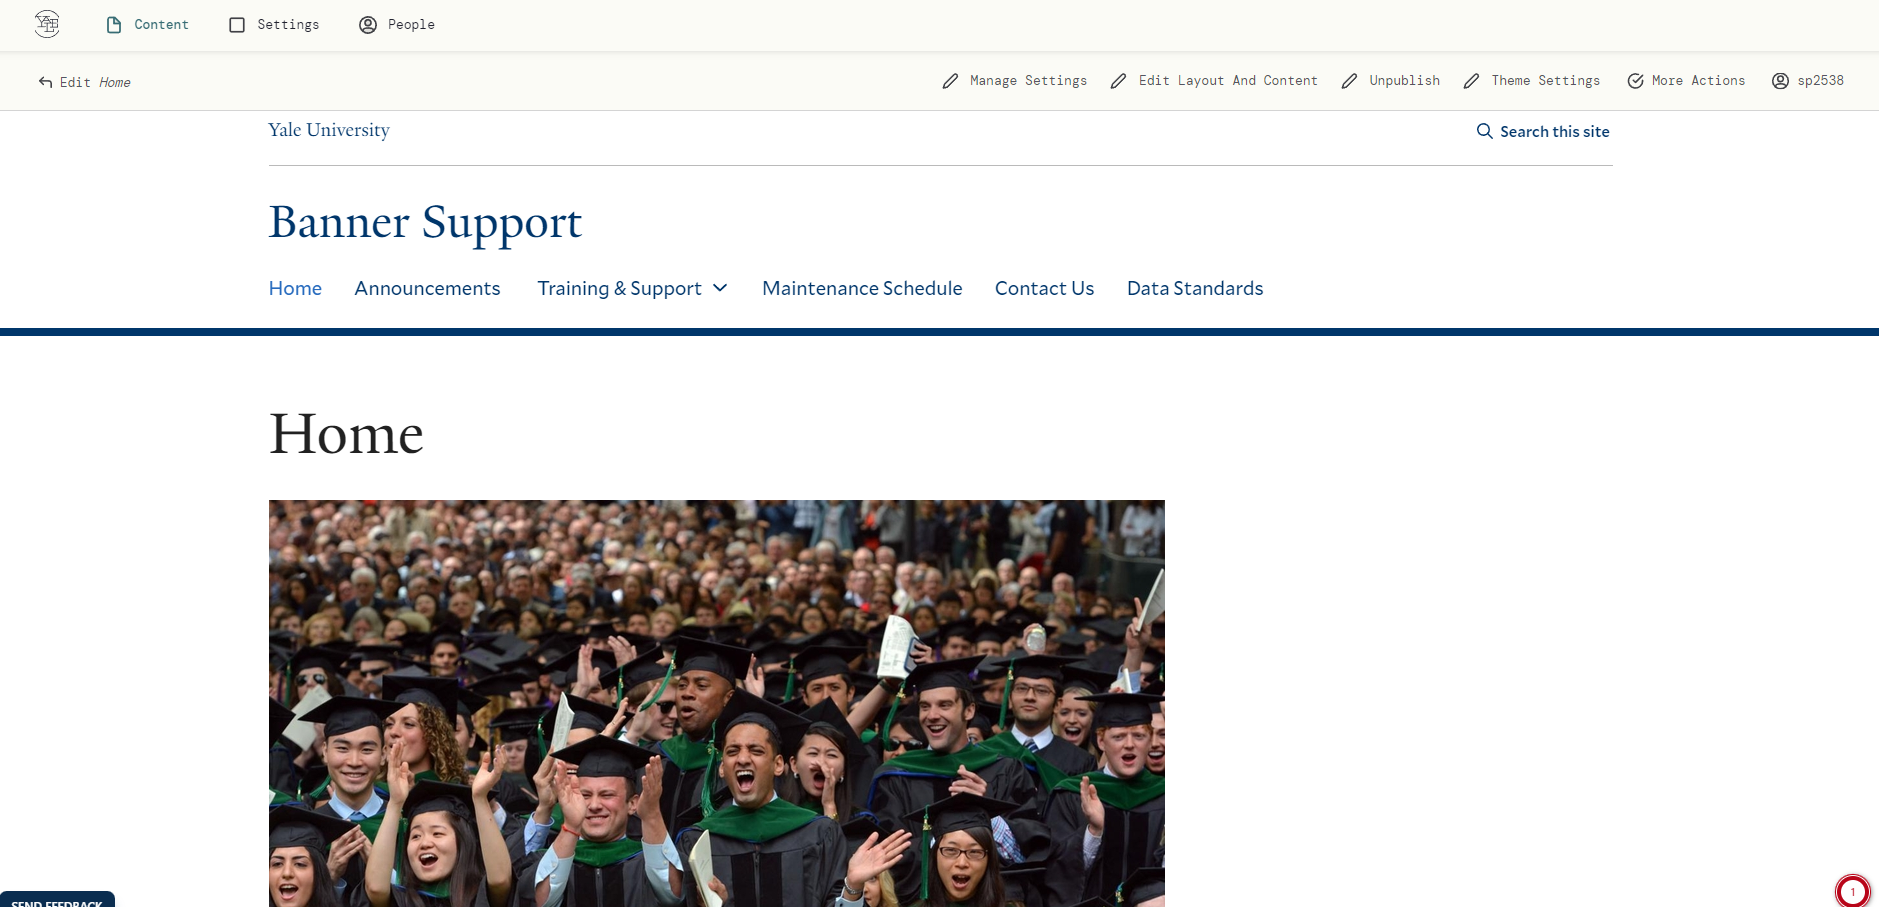 Content Settings People
Edit Home
Manage Settings Edit Layout And Content Unpublish Theme Settings More Actions sp2538
Yale University
Search this site
Banner Support
Home Announcements Training & Support Maintenance Schedule Contact Us Data Standards
Home
SEND FEEDBACK
1